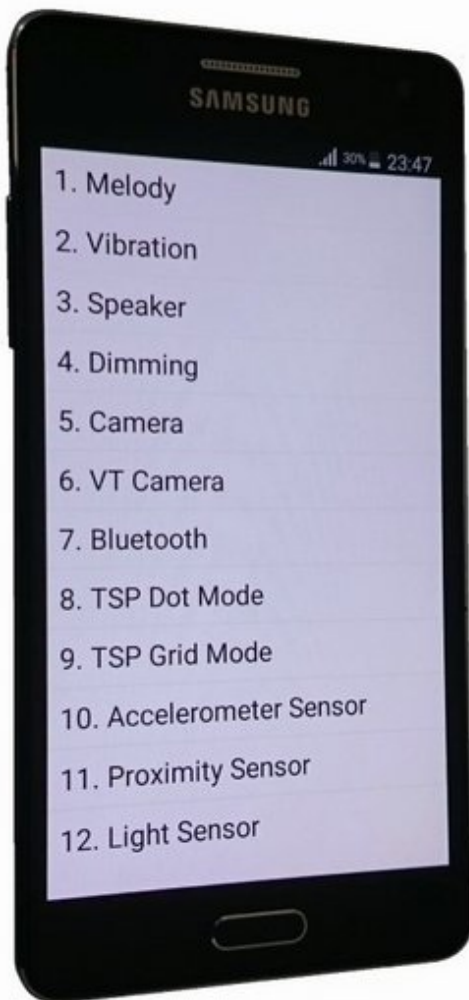 SAMSUNG
30% 23:47
1. Melody
2. Vibration
3. Speaker
4. Dimming
5. Camera
6. VT Camera
7. Bluetooth
8. TSP Dot Mode
9. TSP Grid Mode
10. Accelerometer Sensor
11. Proximity Sensor
12. Light Sensor